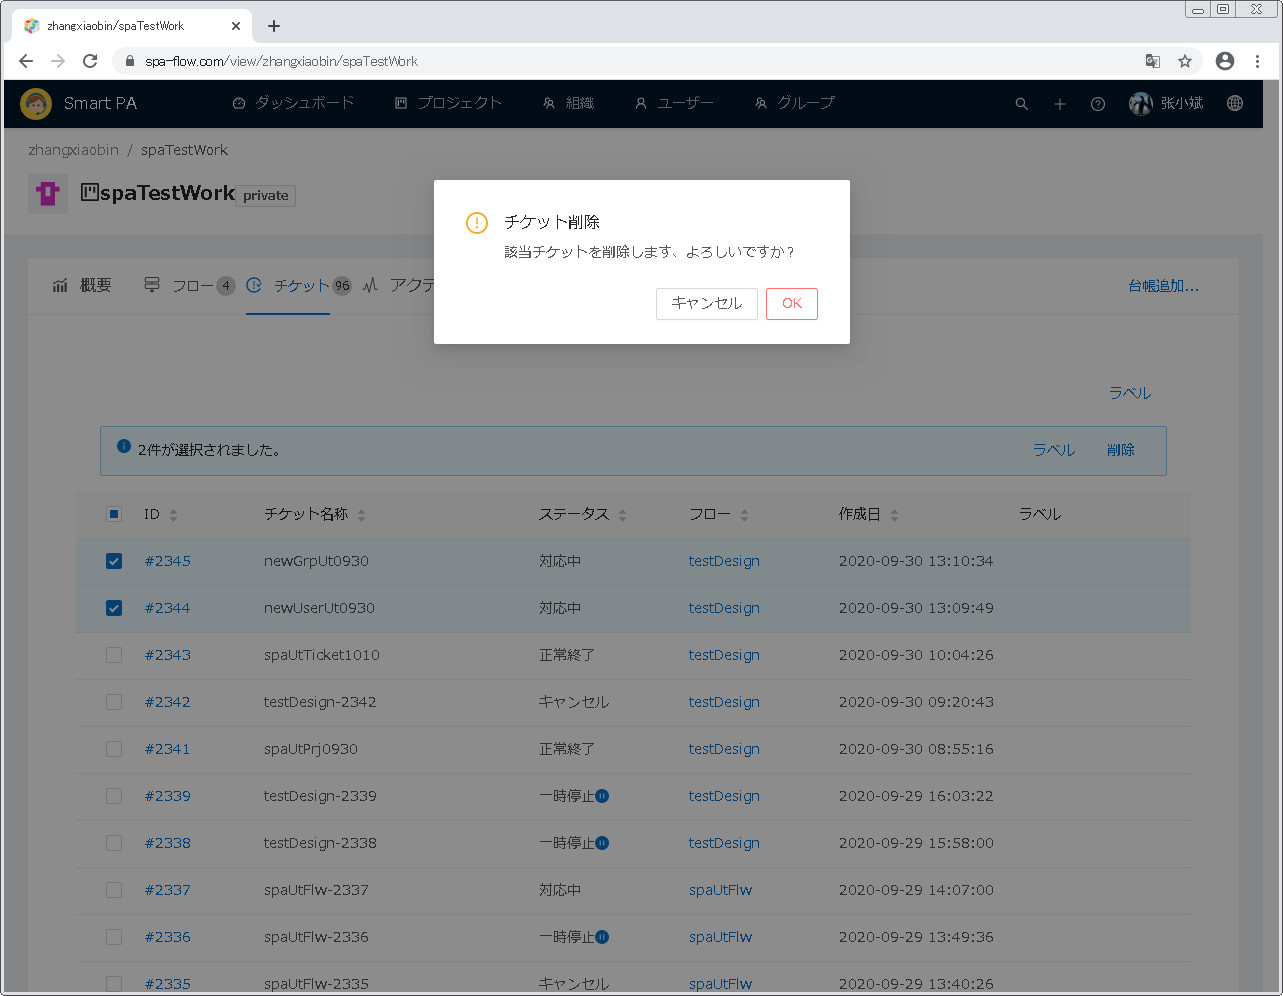 zhangxiaobin/spaTestWork
spa-flow.com/view/zhangxiaobin/spaTestWork
Smart PA ダッシュボード プロジェクト 組織 ユーザー グループ 张小斌
zhangxiaobin / spaTestWork
spaTestWork private
チケット削除
該当チケットを削除します、よろしいですか？
キャンセル OK
概要 フロー 4 チケット 96 アクテ 台帳追加...
ラベル
2件が選択されました。 ラベル 削除
ID チケット名称 ステータス フロー 作成日 ラベル
#2345 newGrpUt0930 対応中 testDesign 2020-09-30 13:10:34
#2344 newUserUt0930 対応中 testDesign 2020-09-30 13:09:49
#2343 spaUtTicket1010 正常終了 testDesign 2020-09-30 10:04:26
#2342 testDesign-2342 キャンセル testDesign 2020-09-30 09:20:43
#2341 spaUtPrj0930 正常終了 testDesign 2020-09-30 08:55:16
#2339 testDesign-2339 一時停止 testDesign 2020-09-29 16:03:22
#2338 testDesign-2338 一時停止 testDesign 2020-09-29 15:58:00
#2337 spaUtFlw-2337 対応中 spaUtFlw 2020-09-29 14:07:00
#2336 spaUtFlw-2336 一時停止 spaUtFlw 2020-09-29 13:49:36
#2335 spaUtFlw-2335 キャンセル spaUtFlw 2020-09-29 13:40:26